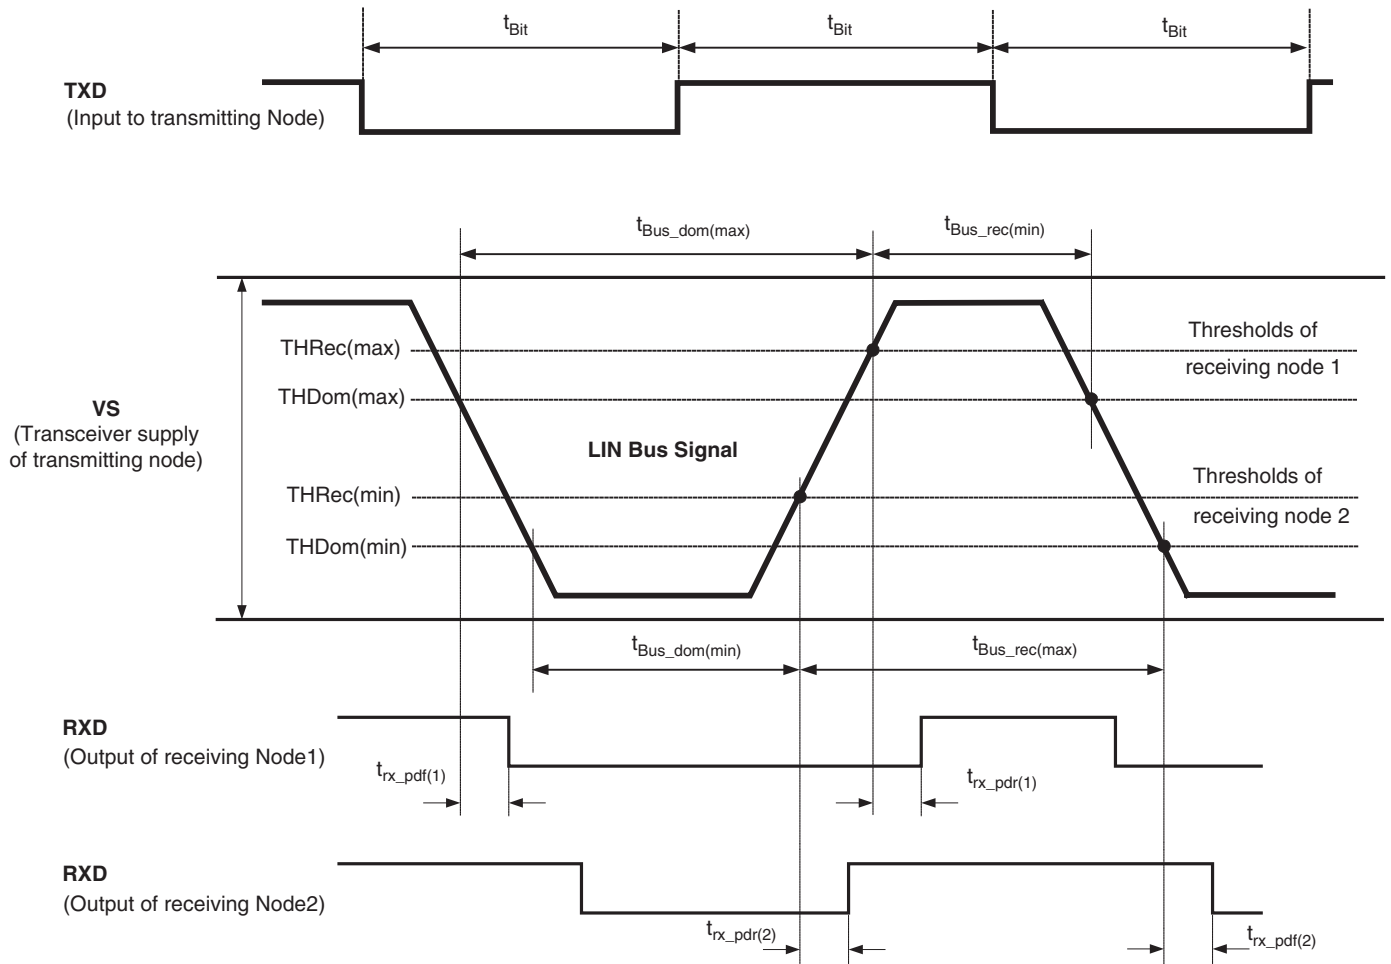 tBit
tBit
tBit
TXD
(Input to transmitting Node)
tBus_dom(max)
tBus_rec(min)
THRec(max)
Thresholds of
receiving node 1
THDom(max)
VS
(Transceiver supply
of transmitting node)
LIN Bus Signal
THRec(min)
Thresholds of
receiving node 2
THDom(min)
tBus_dom(min)
tBus_rec(max)
RXD
(Output of receiving Node1)
trx_pdf(1)
trx_pdr(1)
RXD
(Output of receiving Node2)
trx_pdr(2)
trx_pdf(2)